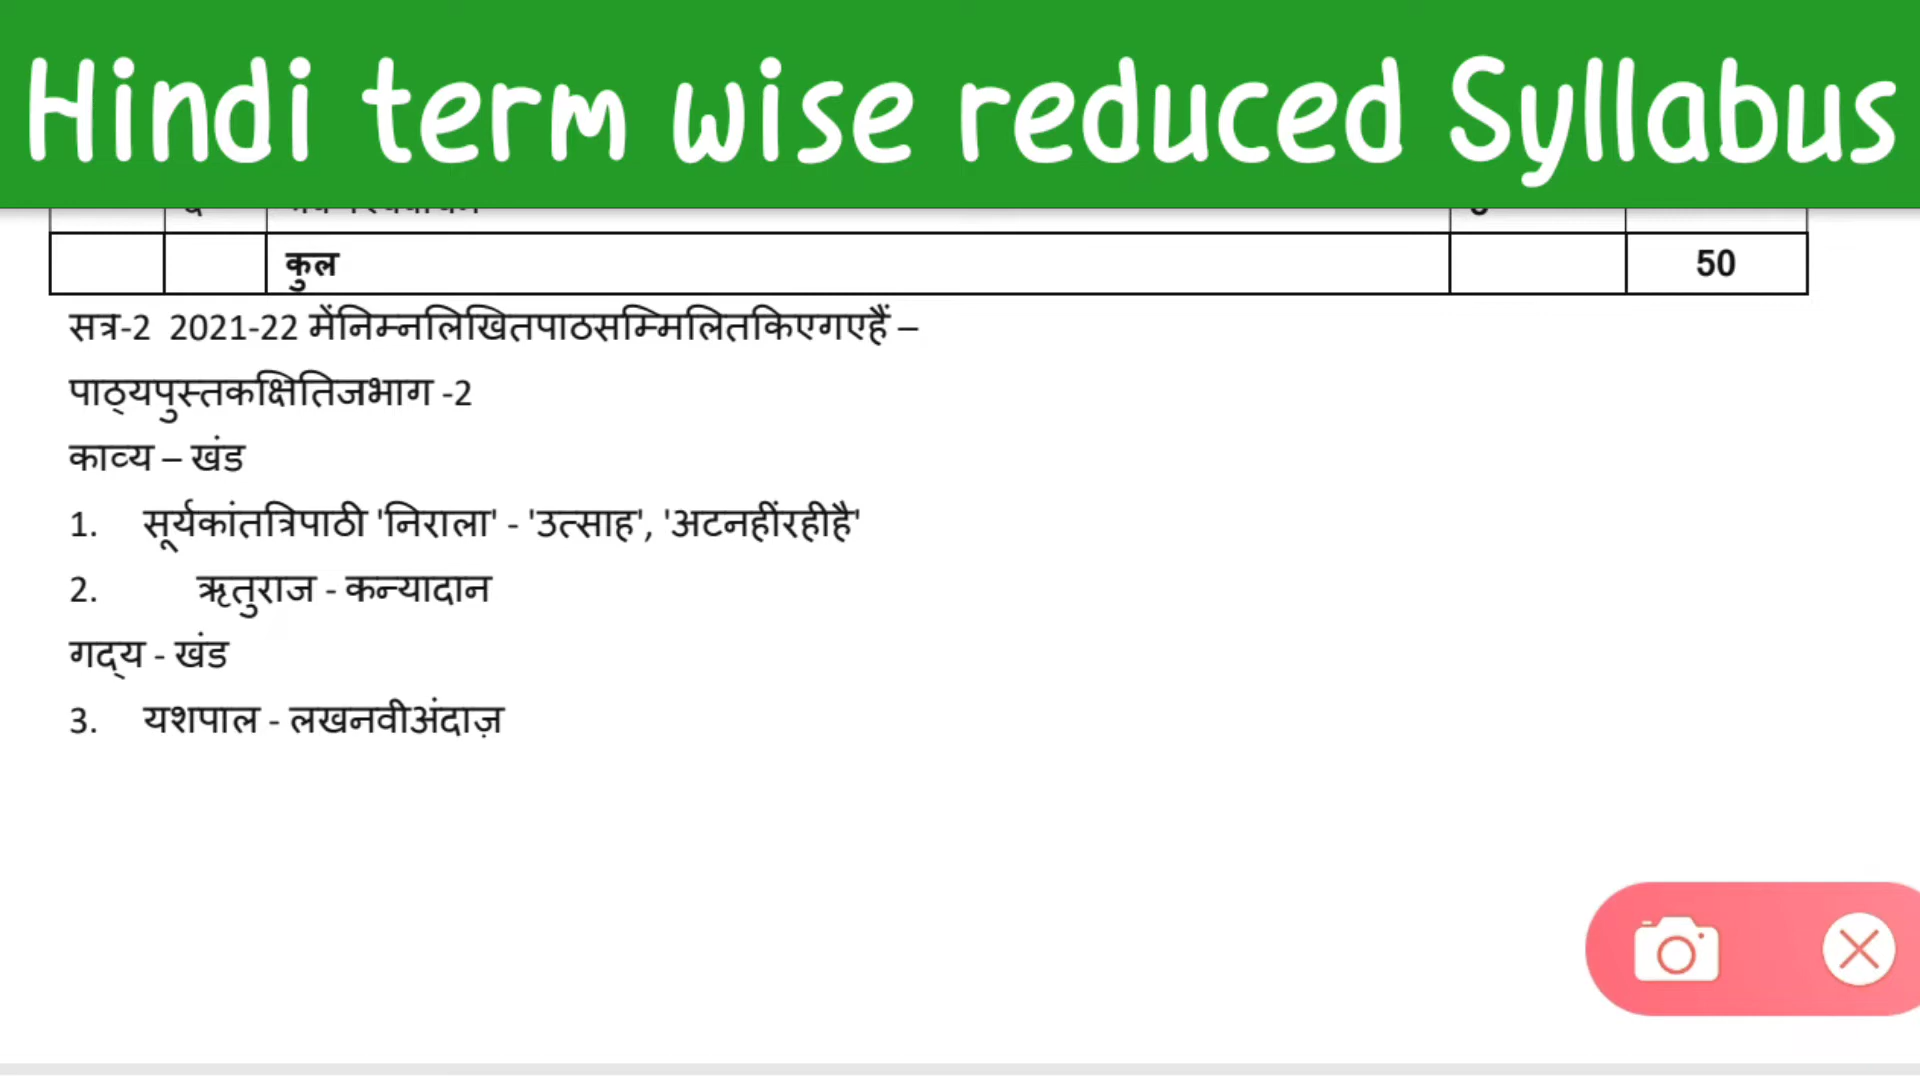 Hindi term wise reduced Syllabus
कुल 50
सत्र-2 2021-22 मेंनिम्नलिखितपाठसम्मिलितकिएगएहैं –
पाठ्यपुस्तकक्षितिजभाग -2
काव्य – खंड
1. सूर्यकांतत्रिपाठी 'निराला' - 'उत्साह', 'अटनहींरहीहै'
2. ऋतुराज - कन्यादान
गद्य - खंड
3. यशपाल - लखनवीअंदाज़